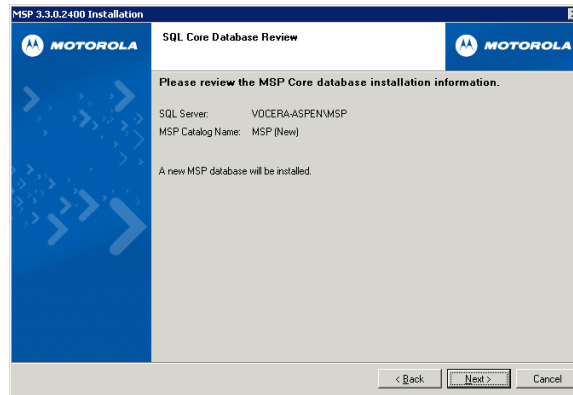 MSP 3.3.0.2400 Installation
MOTOROLA
SQL Core Database Review
MOTOROLA
Please review the MSP Core database installation information.
SQL Server: VOCERA-ASPEN\MSP
MSP Catalog Name: MSP (New)
A new MSP database will be installed.
< Back Next > Cancel